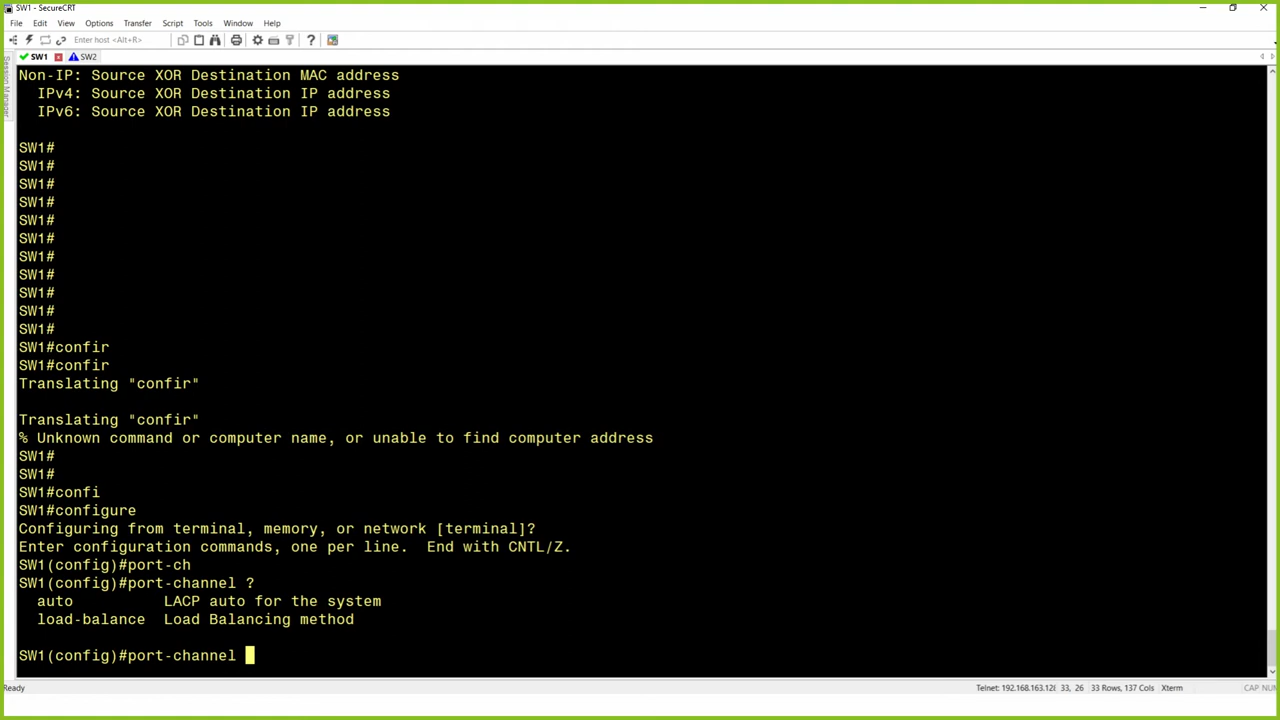 SW1 - SecureCRT
File Edit View Options Transfer Script Tools Window Help
Enter host <Alt+R>
SW1 SW2
Session Manager
Non-IP: Source XOR Destination MAC address
IPv4: Source XOR Destination IP address
IPv6: Source XOR Destination IP address
SW1#
SW1#
SW1#
SW1#
SW1#
SW1#
SW1#
SW1#
SW1#
SW1#
SW1#
SW1#confir
SW1#confir
Translating "confir"
Translating "confir"
% Unknown command or computer name, or unable to find computer address
SW1#
SW1#
SW1#confi
SW1#configure
Configuring from terminal, memory, or network [terminal]?
Enter configuration commands, one per line. End with CNTL/Z.
SW1(config)#port-ch
SW1(config)#port-channel ?
auto LACP auto for the system
load-balance Load Balancing method
SW1(config)#port-channel
Ready Telnet: 192.168.163.12 33, 26 33 Rows, 137 Cols Xterm CAP NUM